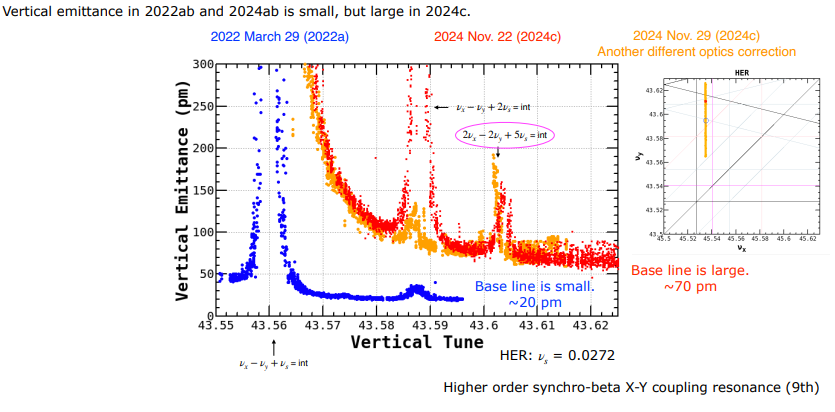 Vertical emittance in 2022ab and 2024ab is small, but large in 2024c.
2022 March 29 (2022a)
2024 Nov. 22 (2024c)
2024 Nov. 29 (2024c)
Another different optics correction
Vertical Emittance (pm)
300
250
200
150
100
50
0
43.55 43.56 43.57 43.58 43.59 43.6 43.61 43.62
Vertical Tune
νx − νy + 2νs = int
2νx − 2νy + 5νs = int
Base line is small.
~20 pm
νx − νy + νs = int
HER: νs = 0.0272
HER
νy
43.62
43.6
43.58
43.56
43.54
43.52
43.5
45.5 45.52 45.54 45.56 45.58 45.6 45.62
νx
Base line is large.
~70 pm
Higher order synchro-beta X-Y coupling resonance (9th)